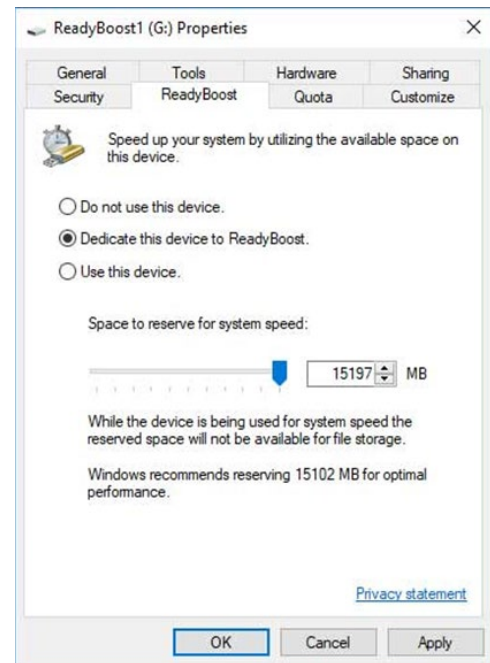 ReadyBoost1 (G:) Properties
General Tools Hardware Sharing
Security ReadyBoost Quota Customize
Speed up your system by utilizing the available space on
this device.
Do not use this device.
Dedicate this device to ReadyBoost.
Use this device.
Space to reserve for system speed:
15197 MB
While the device is being used for system speed the
reserved space will not be available for file storage.
Windows recommends reserving 15102 MB for optimal
performance.
Privacy statement
OK Cancel Apply